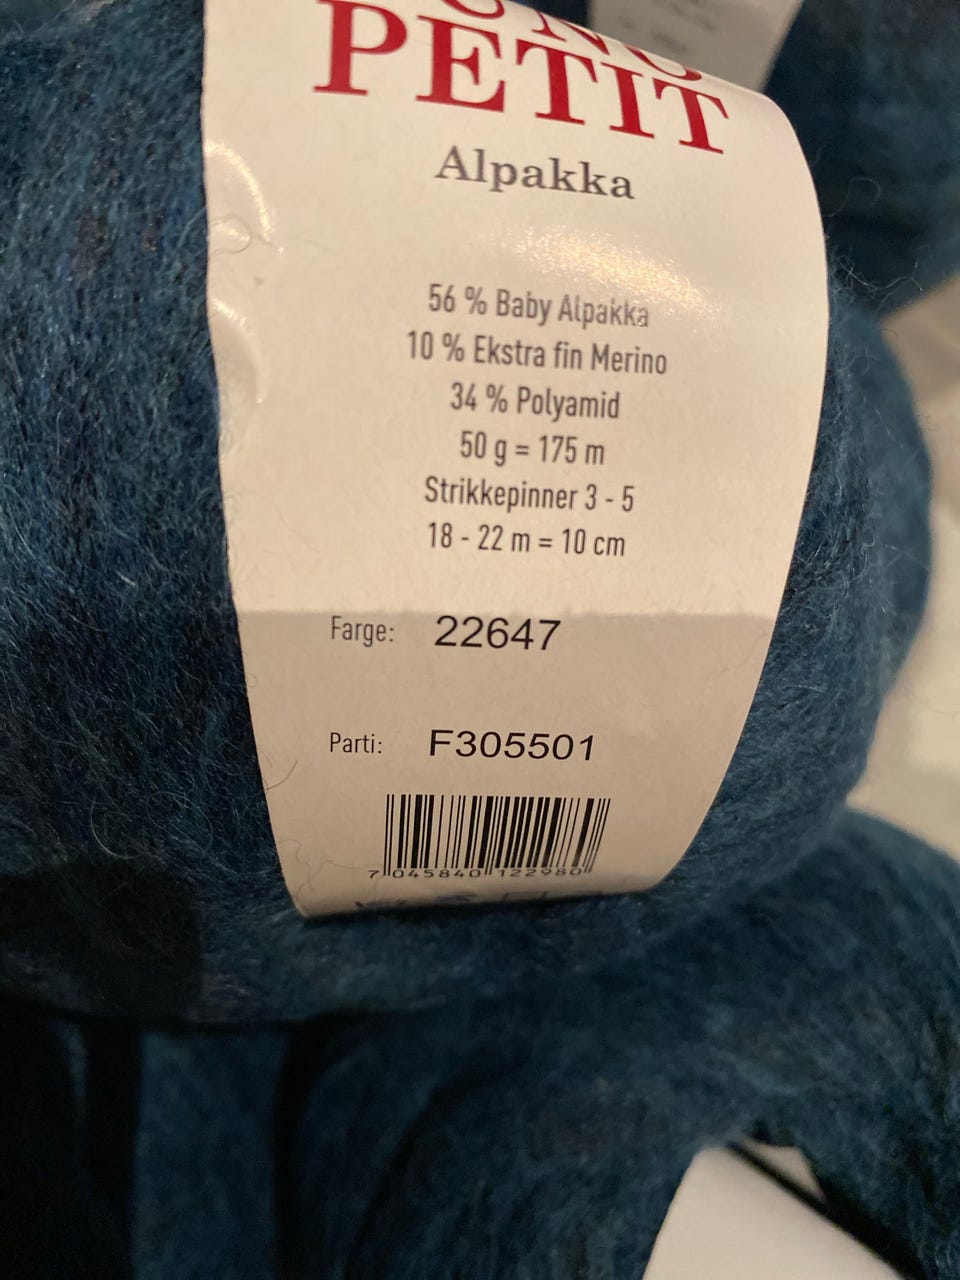 PETIT
Alpakka
56 % Baby Alpakka
10 % Ekstra fin Merino
34 % Polyamid
50 g = 175 m
Strikkepinner 3 - 5
18 - 22 m = 10 cm
Farge: 22647
Parti: F305501
7 045840 122980